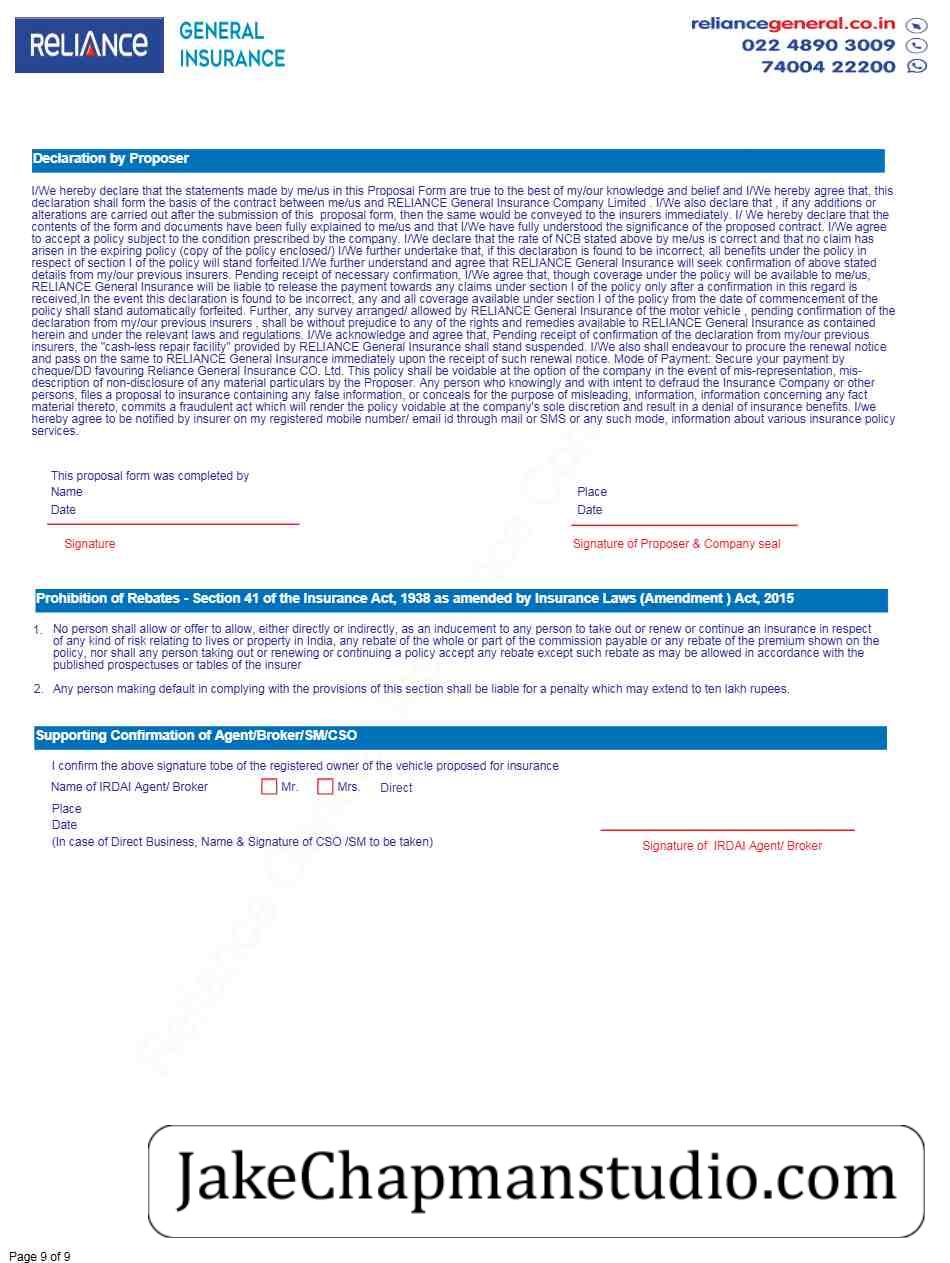 RELIANCE GENERAL
INSURANCE
reliancegeneral.co.in
022 4890 3009
74004 22200
Declaration by Proposer
I/We hereby declare that the statements made by me/us in this Proposal Form are true to the best of my/our knowledge and belief and I/We hereby agree that, this
declaration shall form the basis of the contract between me/us and RELIANCE General Insurance Company Limited . I/We also declare that , if any additions or
alterations are carried out after the submission of this proposal form, then the same would be conveyed to the insurers immediately. I/ We hereby declare that the
contents of the form and documents have been fully explained to me/us and that I/We have fully understood the significance of the proposed contract. I/We agree
to accept a policy subject to the condition prescribed by the company. I/We declare that the rate of NCB stated above by me/us is correct and that no claim has
arisen in the expiring policy (copy of the policy enclosed/) I/We further undertake that, if this declaration is found to be incorrect, all benefits under the policy in
respect of section I of the policy will stand forfeited.I/We further understand and agree that RELIANCE General Insurance will seek confirmation of above stated
details from my/our previous insurers. Pending receipt of necessary confirmation, I/We agree that, though coverage under the policy will be available to me/us,
RELIANCE General Insurance will be liable to release the payment towards any claims under section I of the policy only after a confirmation in this regard is
received,In the event this declaration is found to be incorrect, any and all coverage available under section I of the policy from the date of commencement of the
policy shall stand automatically forfeited. Further, any survey arranged/ allowed by RELIANCE General Insurance of the motor vehicle , pending confirmation of the
declaration from my/our previous insurers , shall be without prejudice to any of the rights and remedies available to RELIANCE General Insurance as contained
herein and under the relevant laws and regulations. I/We acknowledge and agree that, Pending receipt of confirmation of the declaration from my/our previous
insurers, the "cash-less repair facility" provided by RELIANCE General Insurance shall stand suspended. I/We also shall endeavour to procure the renewal notice
and pass on the same to RELIANCE General Insurance immediately upon the receipt of such renewal notice. Mode of Payment: Secure your payment by
cheque/DD favouring Reliance General Insurance CO. Ltd. This policy shall be voidable at the option of the company in the event of mis-representation, mis-
description of non-disclosure of any material particulars by the Proposer. Any person who knowingly and with intent to defraud the Insurance Company or other
persons, files a proposal to insurance containing any false information, or conceals for the purpose of misleading, information, information concerning any fact
material thereto, commits a fraudulent act which will render the policy voidable at the company's sole discretion and result in a denial of insurance benefits. I/we
hereby agree to be notified by insurer on my registered mobile number/ email id through mail or SMS or any such mode, information about various insurance policy
services.
This proposal form was completed by
Name Place
Date Date
Signature Signature of Proposer & Company seal
Prohibition of Rebates - Section 41 of the Insurance Act, 1938 as amended by Insurance Laws (Amendment ) Act, 2015
1. No person shall allow or offer to allow, either directly or indirectly, as an inducement to any person to take out or renew or continue an insurance in respect
of any kind of risk relating to lives or property in India, any rebate of the whole or part of the commission payable or any rebate of the premium shown on the
policy, nor shall any person taking out or renewing or continuing a policy accept any rebate except such rebate as may be allowed in accordance with the
published prospectuses or tables of the insurer
2. Any person making default in complying with the provisions of this section shall be liable for a penalty which may extend to ten lakh rupees.
Supporting Confirmation of Agent/Broker/SM/CSO
I confirm the above signature tobe of the registered owner of the vehicle proposed for insurance
Name of IRDAI Agent/ Broker Mr. Mrs. Direct
Place
Date
(In case of Direct Business, Name & Signature of CSO /SM to be taken)
Signature of IRDAI Agent/ Broker
JakeChapmanstudio.com
Page 9 of 9